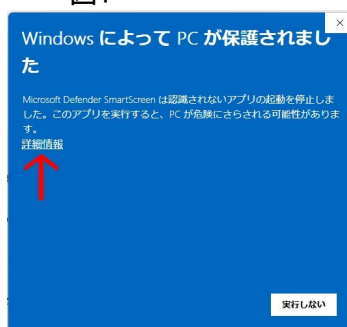 Windows によって PC が保護されまし
た
Microsoft Defender SmartScreen は認識されないアプリの起動を停止しま
した。このアプリを実行すると、PC が危険にさらされる可能性がありま
す。
詳細情報
実行しない